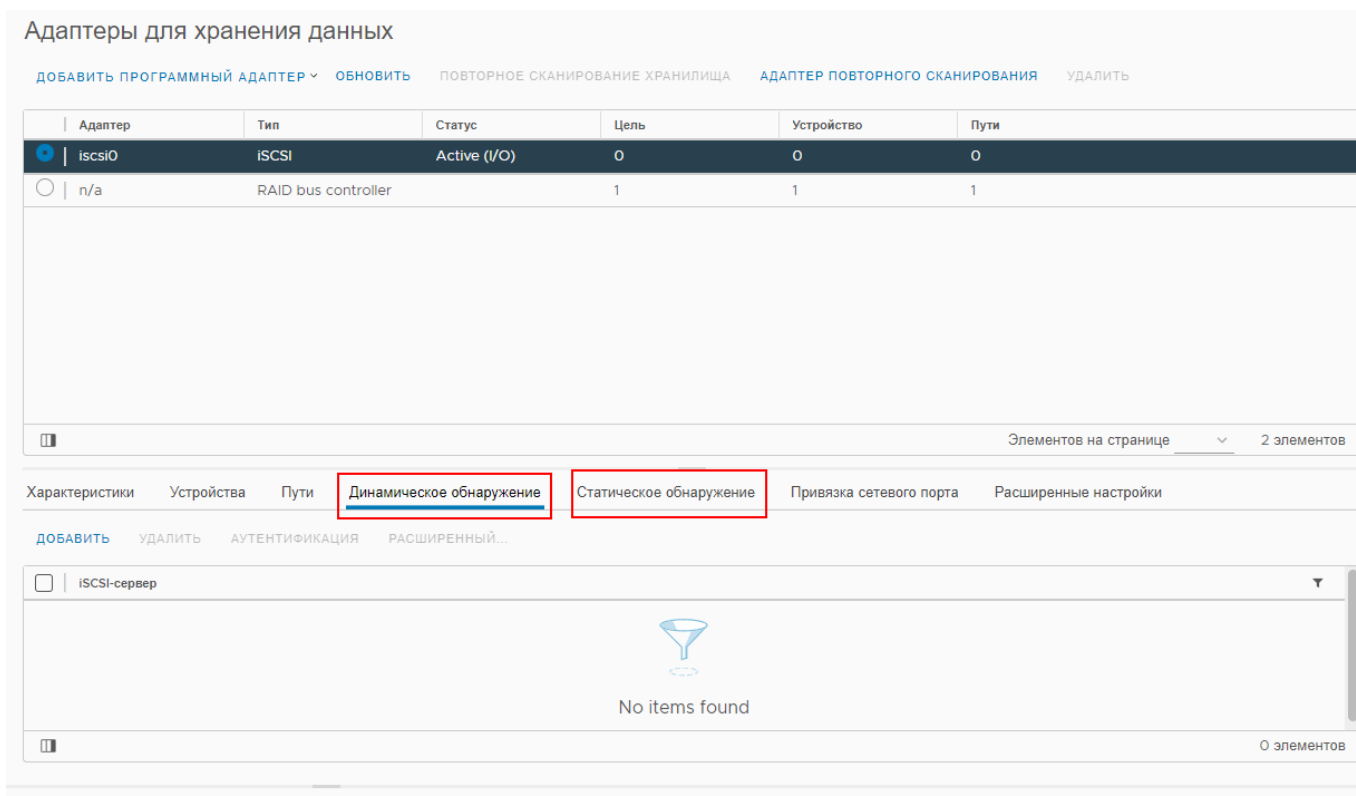 Адаптеры для хранения данных
ДОБАВИТЬ ПРОГРАММНЫЙ АДАПТЕР ОБНОВИТЬ ПОВТОРНОЕ СКАНИРОВАНИЕ ХРАНИЛИЩА АДАПТЕР ПОВТОРНОГО СКАНИРОВАНИЯ УДАЛИТЬ
Адаптер Тип Статус Цель Устройство Пути
iscsi0 iSCSI Active (I/O) 0 0 0
n/a RAID bus controller 1 1 1
Элементов на странице 2 элементов
Характеристики Устройства Пути Динамическое обнаружение Статическое обнаружение Привязка сетевого порта Расширенные настройки
ДОБАВИТЬ УДАЛИТЬ АУТЕНТИФИКАЦИЯ РАСШИРЕННЫЙ...
iSCSI-сервер
No items found
0 элементов